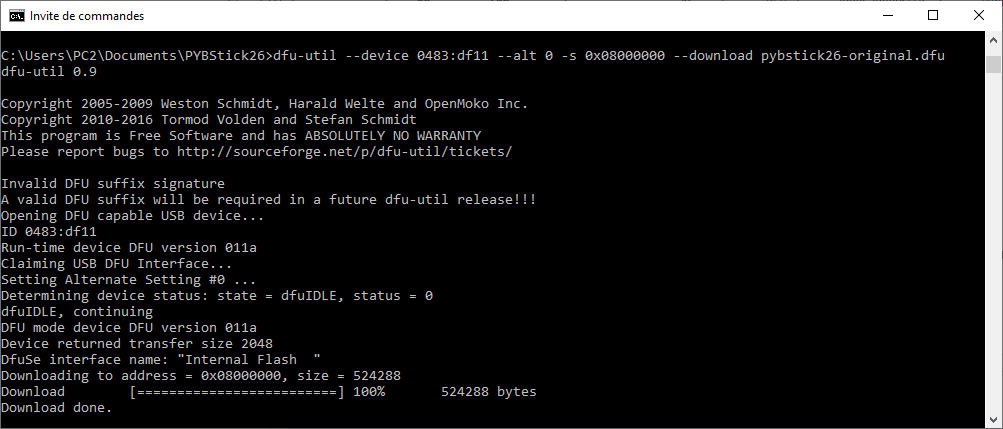 Invite de commandes
C:\Users\PC2\Documents\PYBStick26>dfu-util --device 0483:df11 --alt 0 -s 0x08000000 --download pybstick26-original.dfu
dfu-util 0.9
Copyright 2005-2009 Weston Schmidt, Harald Welte and OpenMoko Inc.
Copyright 2010-2016 Tormod Volden and Stefan Schmidt
This program is Free Software and has ABSOLUTELY NO WARRANTY
Please report bugs to http://sourceforge.net/p/dfu-util/tickets/
Invalid DFU suffix signature
A valid DFU suffix will be required in a future dfu-util release!!!
Opening DFU capable USB device...
ID 0483:df11
Run-time device DFU version 011a
Claiming USB DFU Interface...
Setting Alternate Setting #0 ...
Determining device status: state = dfuIDLE, status = 0
dfuIDLE, continuing
DFU mode device DFU version 011a
Device returned transfer size 2048
DfuSe interface name: "Internal Flash  "
Downloading to address = 0x08000000, size = 524288
Download        [=========================] 100%       524288 bytes
Download done.